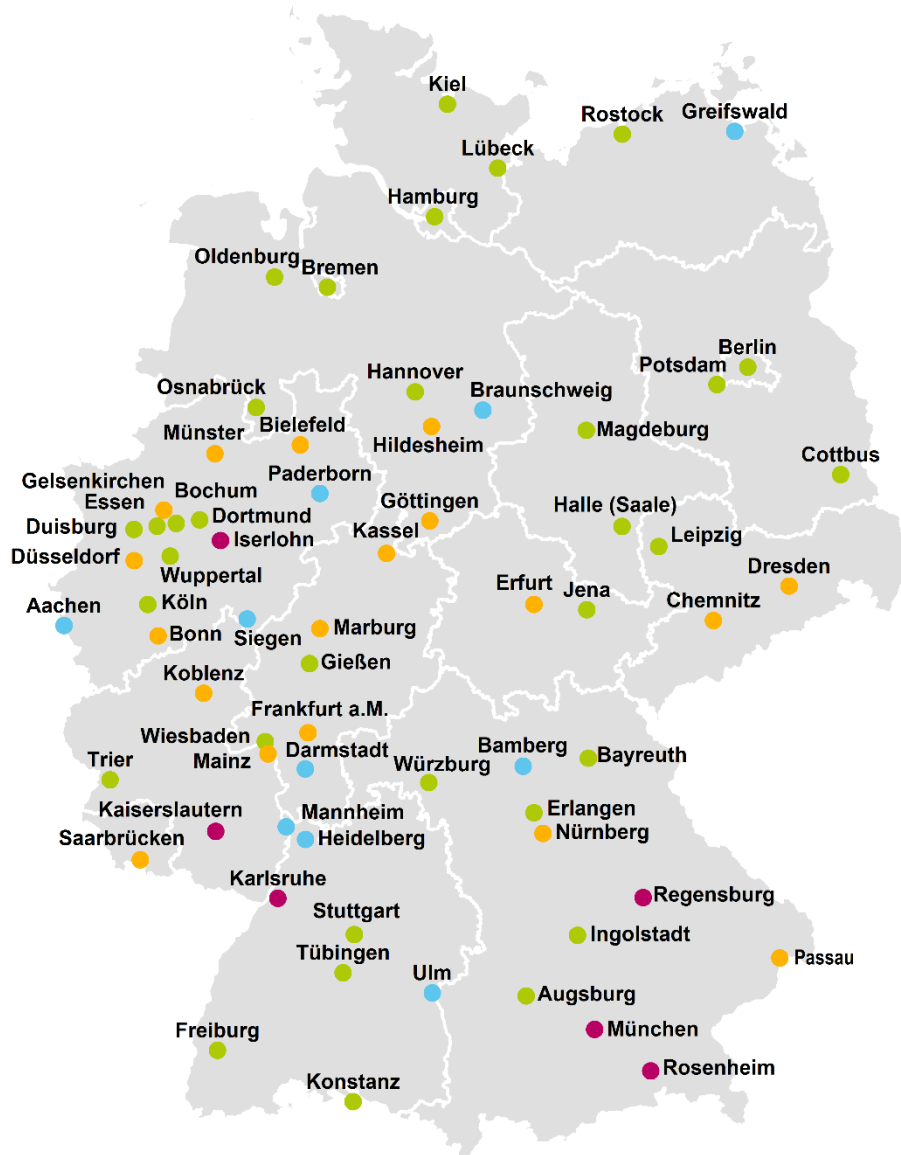 Kiel
Rostock
Greifswald
Lübeck
Hamburg
Oldenburg
Bremen
Berlin
Potsdam
Hannover
Braunschweig
Osnabrück
Bielefeld
Magdeburg
Münster
Hildesheim
Cottbus
Paderborn
Gelsenkirchen
Bochum
Essen
Göttingen
Halle (Saale)
Duisburg
Dortmund
Kassel
Iserlohn
Leipzig
Düsseldorf
Dresden
Wuppertal
Erfurt
Jena
Chemnitz
Aachen
Köln
Bonn
Siegen
Marburg
Gießen
Koblenz
Frankfurt a.M.
Wiesbaden
Darmstadt
Bamberg
Mainz
Bayreuth
Trier
Würzburg
Kaiserslautern
Mannheim
Erlangen
Saarbrücken
Heidelberg
Nürnberg
Karlsruhe
Regensburg
Stuttgart
Ingolstadt
Tübingen
Passau
Ulm
Augsburg
Freiburg
München
Rosenheim
Konstanz